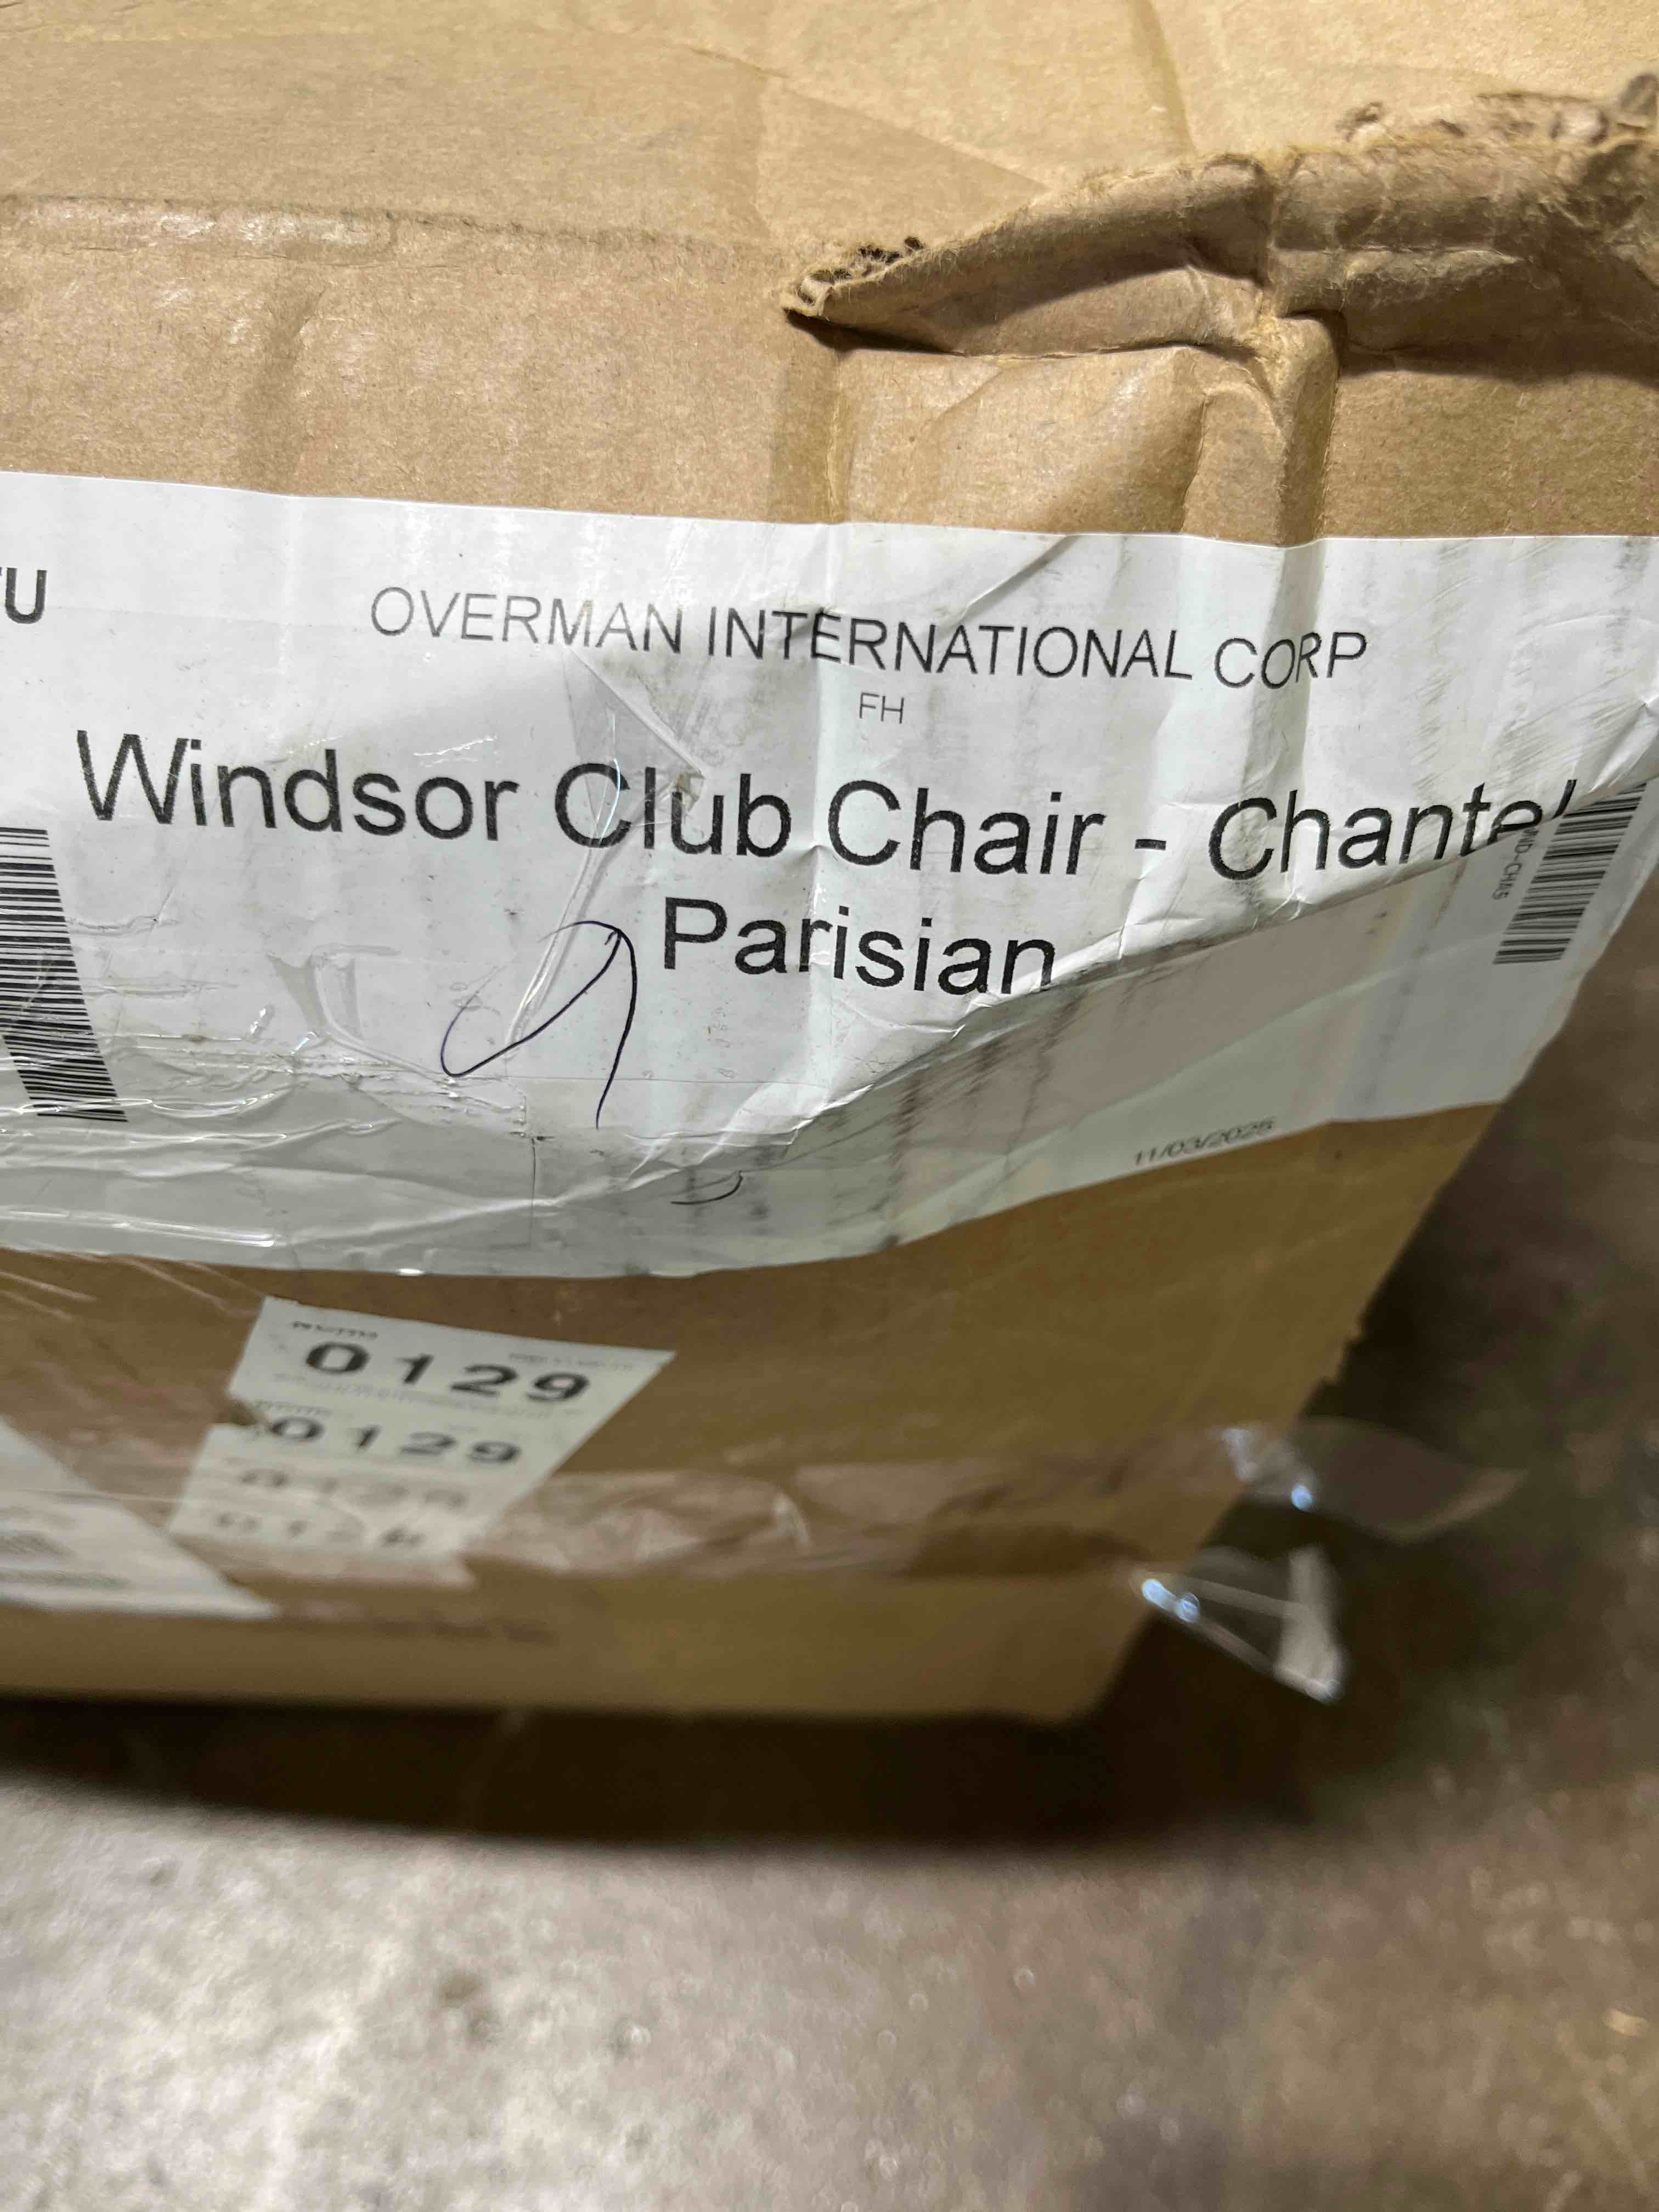 OVERMAN INTERNATIONAL CORP
FH
Windsor Club Chair - Chantel
Parisian
11/03/2025
0129
0129